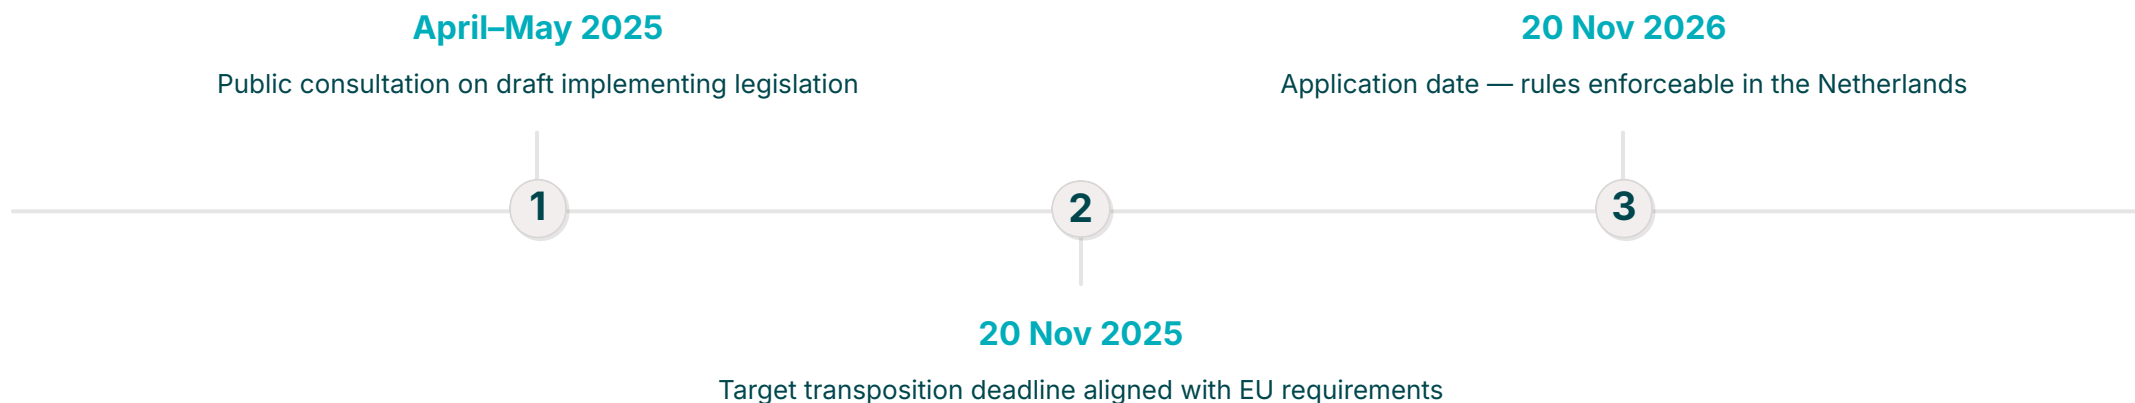 April–May 2025
Public consultation on draft implementing legislation
20 Nov 2026
Application date — rules enforceable in the Netherlands
1
2
3
20 Nov 2025
Target transposition deadline aligned with EU requirements